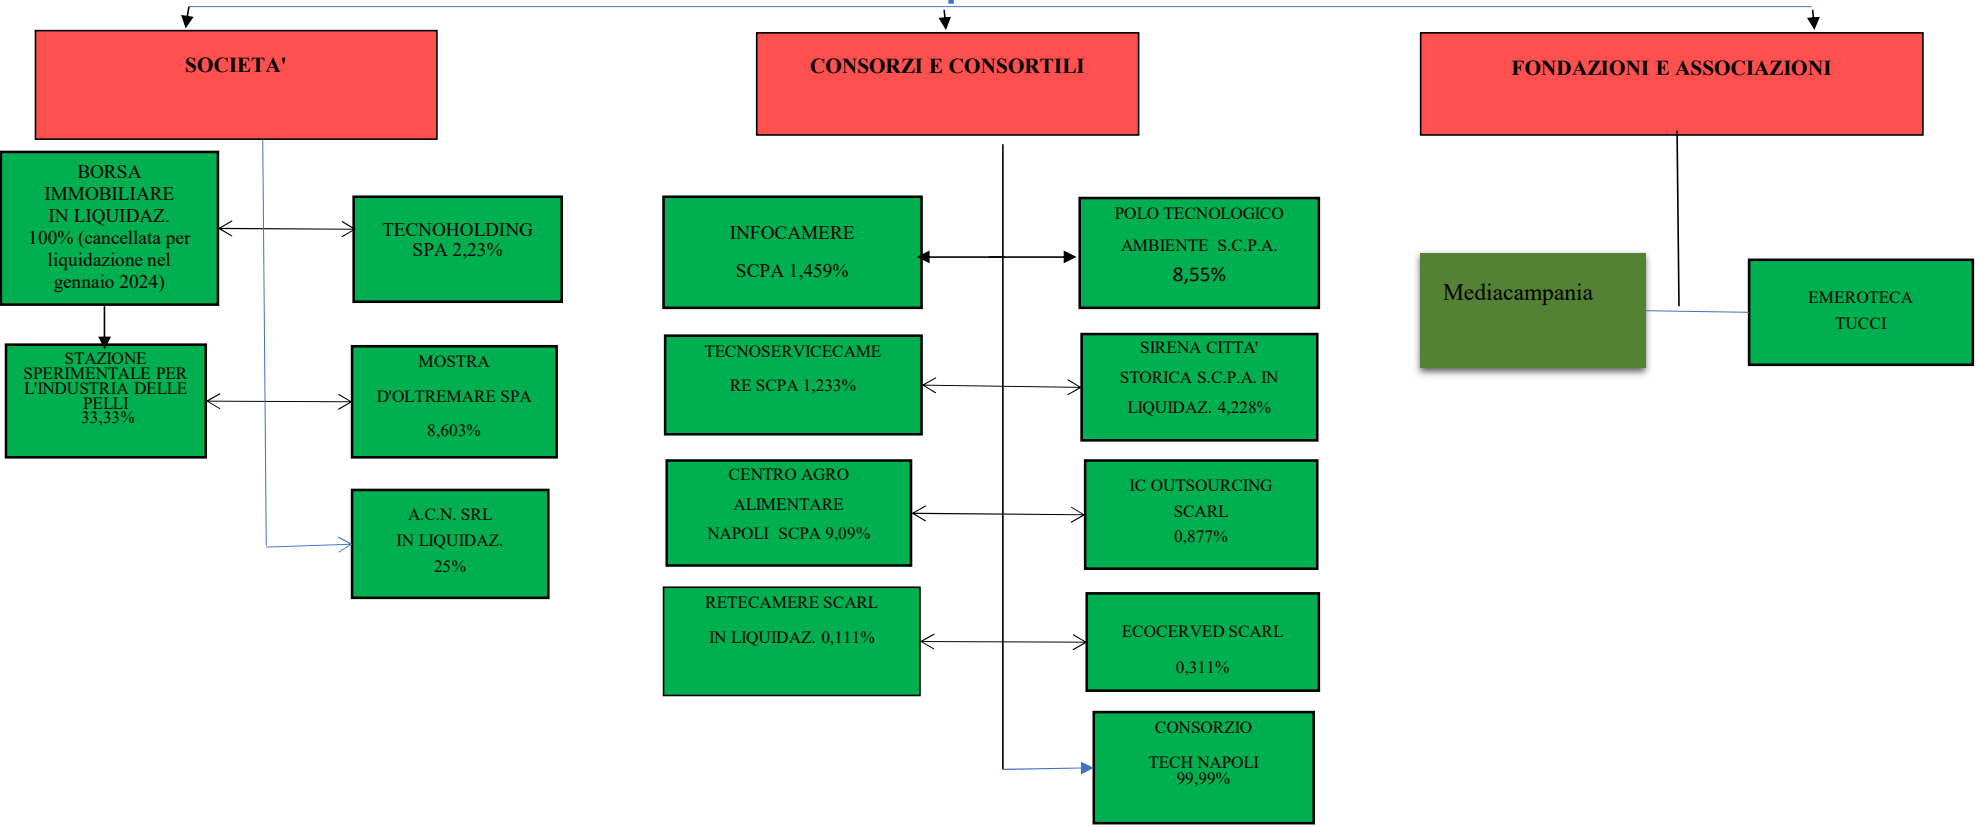 SOCIETA'
BORSA
IMMOBILIARE
IN LIQUIDAZ.
100% (cancellata per
liquidazione nel
gennaio 2024)
TECNOHOLDING
SPA 2,23%
STAZIONE
SPERIMENTALE PER
L'INDUSTRIA DELLE
PELLI
33,33%
MOSTRA
D'OLTREMARE SPA
8,603%
A.C.N. SRL
IN LIQUIDAZ.
25%
CONSORZI E CONSORTILI
INFOCAMERE
SCPA 1,459%
POLO TECNOLOGICO
AMBIENTE S.C.P.A.
8,55%
TECNOSERVICECAME
RE SCPA 1,233%
SIRENA CITTA'
STORICA S.C.P.A. IN
LIQUIDAZ. 4,228%
CENTRO AGRO
ALIMENTARE
NAPOLI SCPA 9,09%
IC OUTSOURCING
SCARL
0,877%
RETECAMERE SCARL
IN LIQUIDAZ. 0,111%
ECOCERVED SCARL
0,311%
CONSORZIO
TECH NAPOLI
99,99%
FONDAZIONI E ASSOCIAZIONI
Mediacampania
EMEROTECA
TUCCI